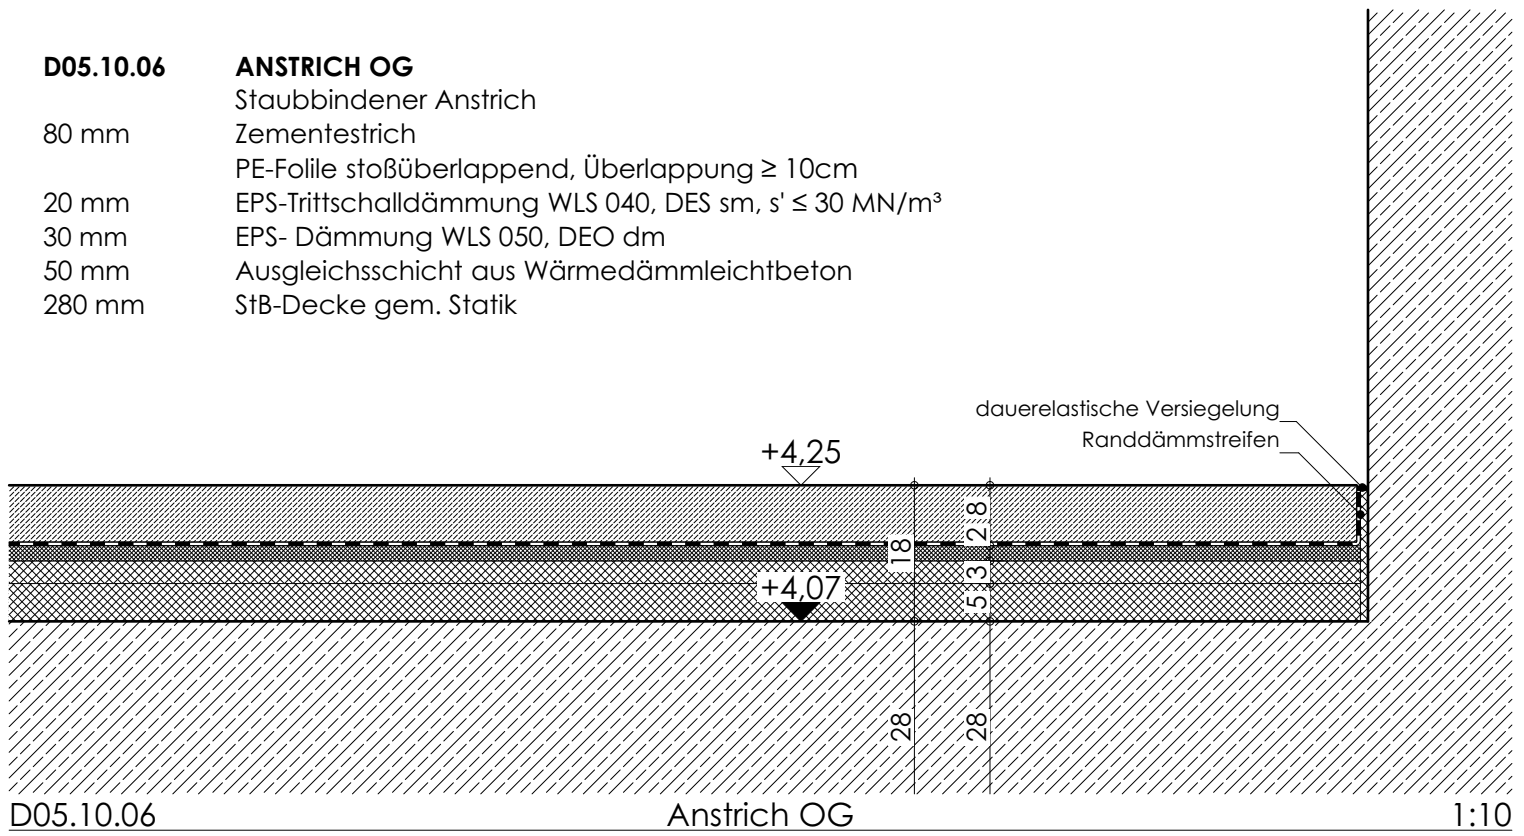 D05.10.06 ANSTRICH OG
Staubbindener Anstrich
80 mm Zementestrich
PE-Folile stoßüberlappend, Überlappung ≥ 10cm
20 mm EPS-Trittschalldämmung WLS 040, DES sm, s' ≤ 30 MN/m³
30 mm EPS- Dämmung WLS 050, DEO dm
50 mm Ausgleichsschicht aus Wärmedämmleichtbeton
280 mm StB-Decke gem. Statik
dauerelastische Versiegelung
Randdämmstreifen
+4,25
8
2
18
3
+4,07
5
28
28
D05.10.06 Anstrich OG 1:10